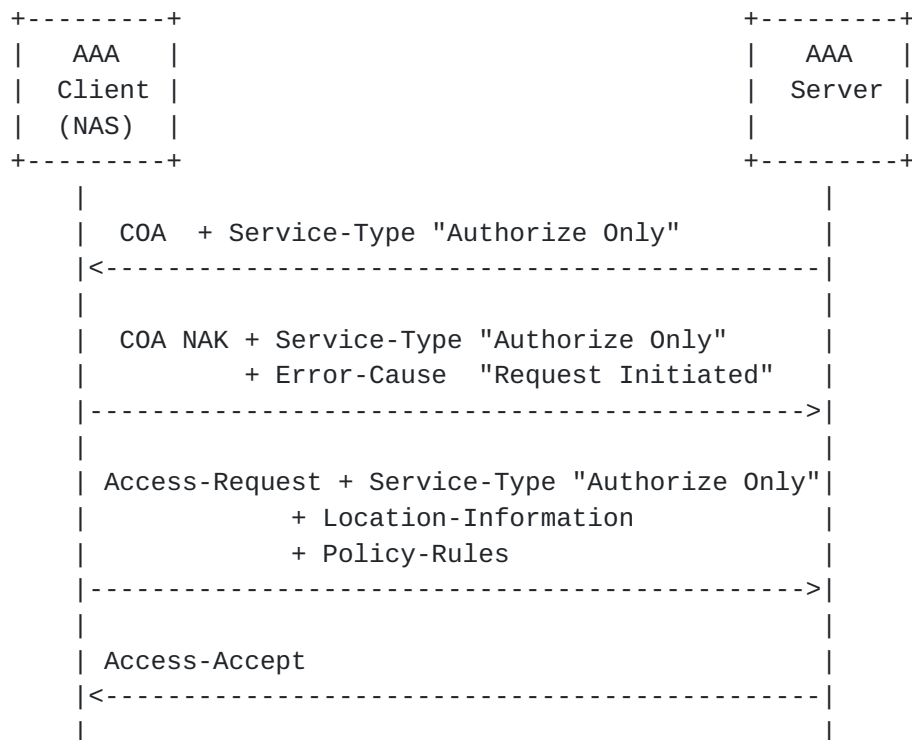 +---------+                             +---------+
|   AAA   |                             |   AAA   |
|  Client |                             |  Server |
|  (NAS)  |                             |         |
+---------+                             +---------+
    |                                                |
    |  COA  + Service-Type "Authorize Only"          |
    |<-----------------------------------------------|
    |                                                |
    |  COA NAK + Service-Type "Authorize Only"       |
    |          + Error-Cause  "Request Initiated"    |
    |----------------------------------------------->|
    |                                                |
    | Access-Request + Service-Type "Authorize Only"|
    |             + Location-Information             |
    |             + Policy-Rules                     |
    |----------------------------------------------->|
    |                                                |
    | Access-Accept                                  |
    |<-----------------------------------------------|
    |                                                |